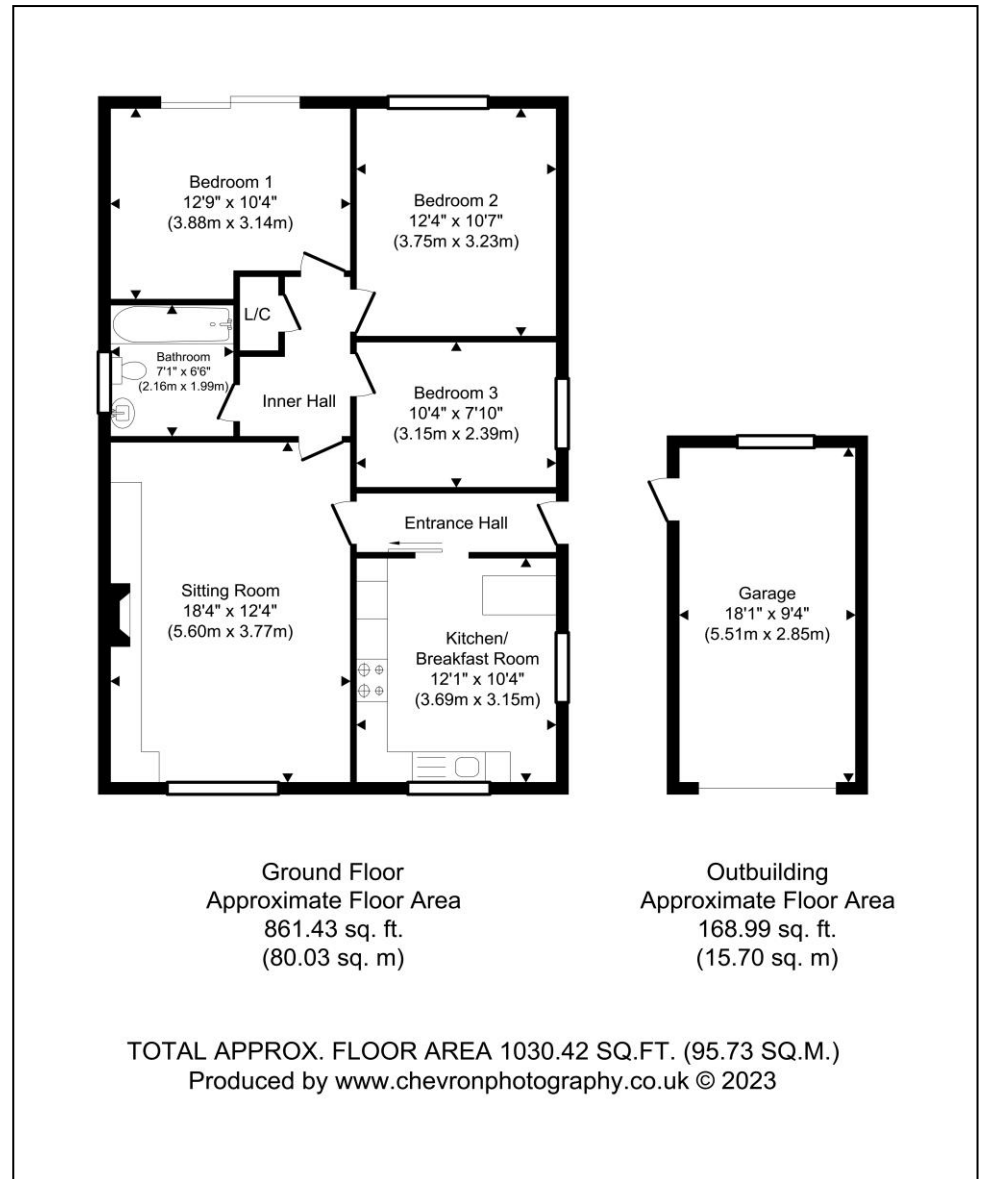 Bedroom 1
12'9" x 10'4"
(3.88m x 3.14m)
Bedroom 2
12'4" x 10'7"
(3.75m x 3.23m)
L/C
Bathroom
7'1" x 6'6"
(2.16m x 1.99m)
Inner Hall
Bedroom 3
10'4" x 7'10"
(3.15m x 2.39m)
Entrance Hall
Sitting Room
18'4" x 12'4"
(5.60m x 3.77m)
Kitchen/
Breakfast Room
12'1" x 10'4"
(3.69m x 3.15m)
Garage
18'1" x 9'4"
(5.51m x 2.85m)
Ground Floor
Approximate Floor Area
861.43 sq. ft.
(80.03 sq. m)
Outbuilding
Approximate Floor Area
168.99 sq. ft.
(15.70 sq. m)
TOTAL APPROX. FLOOR AREA 1030.42 SQ.FT. (95.73 SQ.M.)
Produced by www.chevronphotography.co.uk © 2023